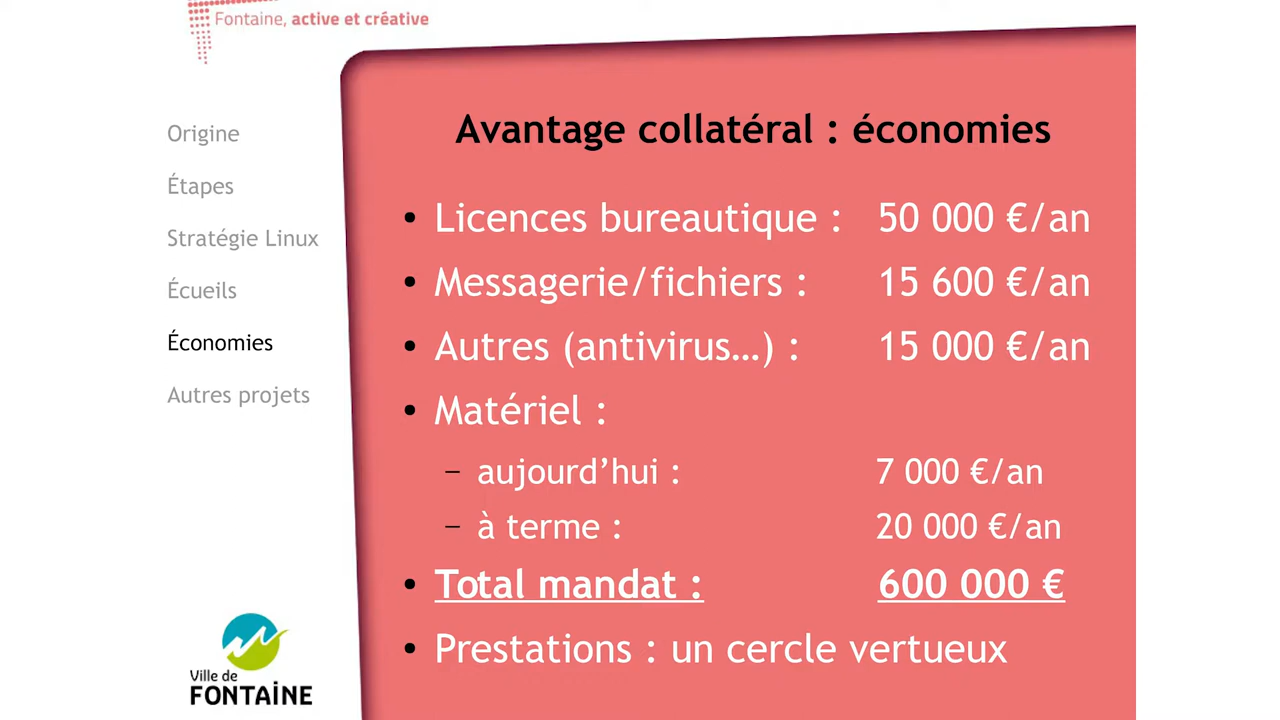 Fontaine, active et créative
Origine
Étapes
Stratégie Linux
Écueils
Économies
Autres projets
Avantage collatéral : économies
• Licences bureautique : 50 000 €/an
• Messagerie/fichiers : 15 600 €/an
• Autres (antivirus…) : 15 000 €/an
• Matériel :
– aujourd’hui : 7 000 €/an
– à terme : 20 000 €/an
• Total mandat : 600 000 €
• Prestations : un cercle vertueux
Ville de
FONTAINE